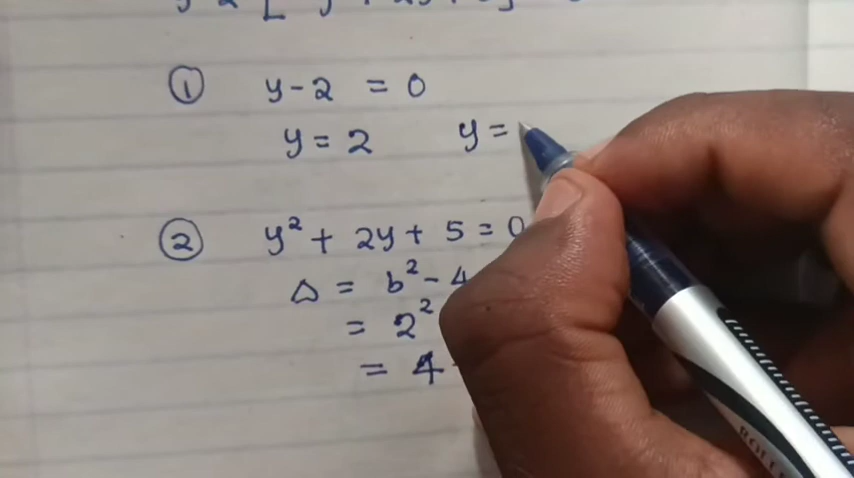 ① y - 2 = 0
y = 2 y =
② y² + 2y + 5 = 0
△ = b² - 4
= 2²
= 4